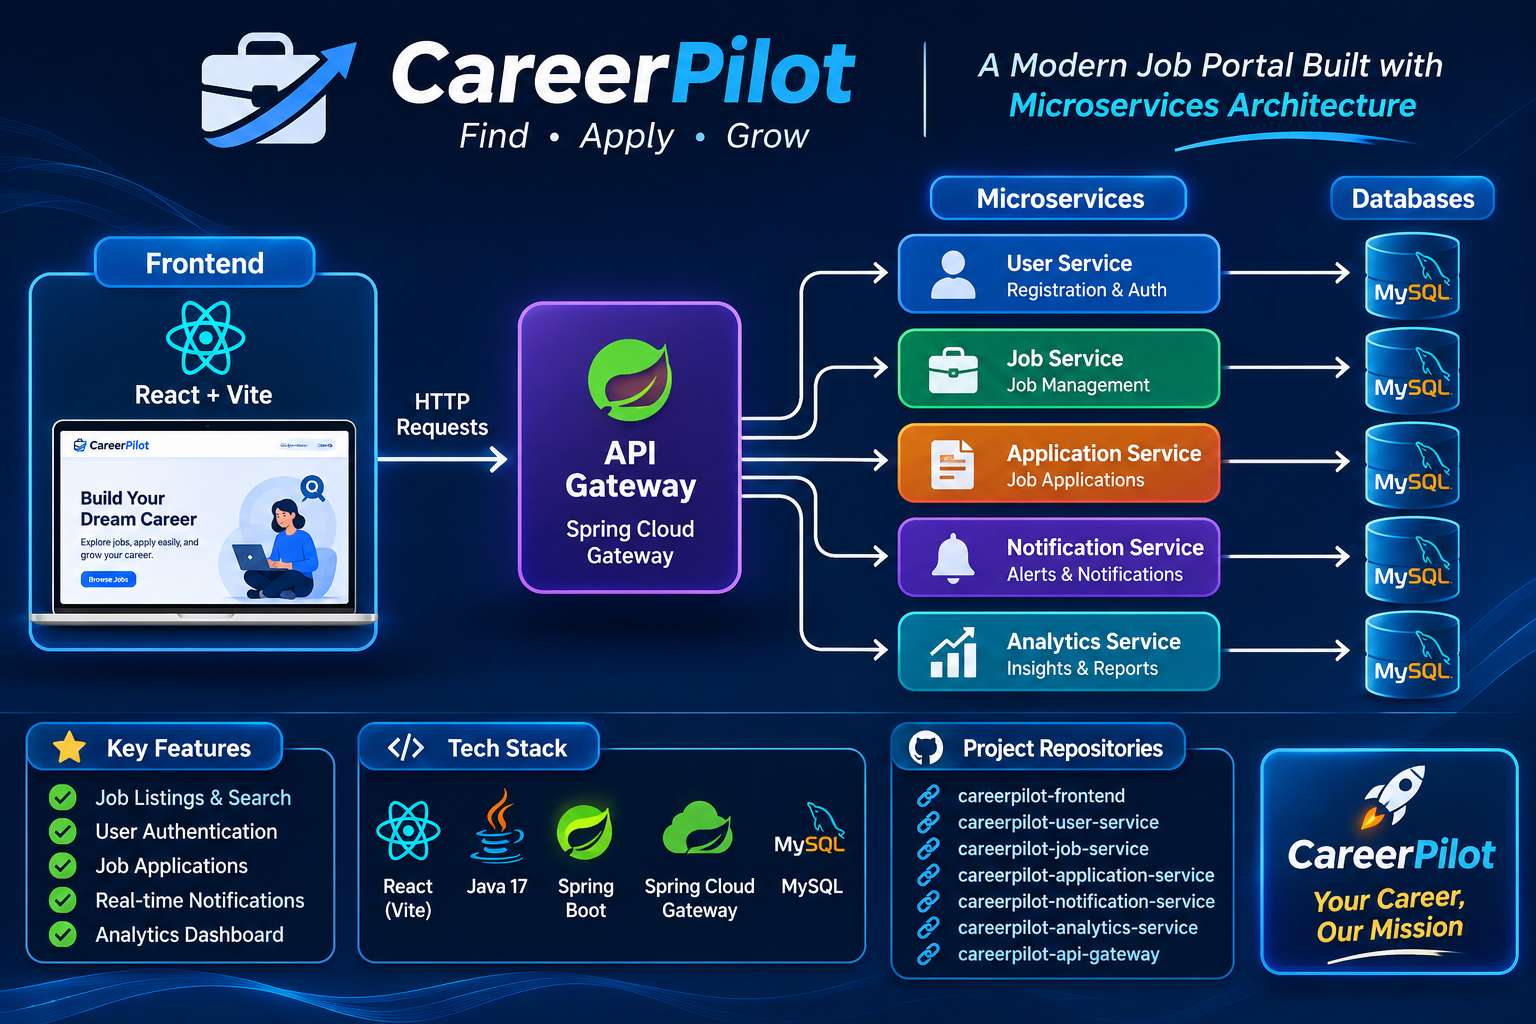 CareerPilot
Find • Apply • Grow
A Modern Job Portal Built with
Microservices Architecture
Frontend
React + Vite
CareerPilot
Build Your
Dream Career
Explore jobs, apply easily, and
grow your career.
Browse Jobs
HTTP
Requests
API
Gateway
Spring Cloud
Gateway
Microservices
User Service
Registration & Auth
Job Service
Job Management
Application Service
Job Applications
Notification Service
Alerts & Notifications
Analytics Service
Insights & Reports
Databases
MySQL
MySQL
MySQL
MySQL
MySQL
Key Features
Job Listings & Search
User Authentication
Job Applications
Real-time Notifications
Analytics Dashboard
</> Tech Stack
React
(Vite)
Java 17
Spring
Boot
Spring Cloud
Gateway
MySQL
MySQL
Project Repositories
careerpilot-frontend
careerpilot-user-service
careerpilot-job-service
careerpilot-application-service
careerpilot-notification-service
careerpilot-analytics-service
careerpilot-api-gateway
CareerPilot
Your Career,
Our Mission